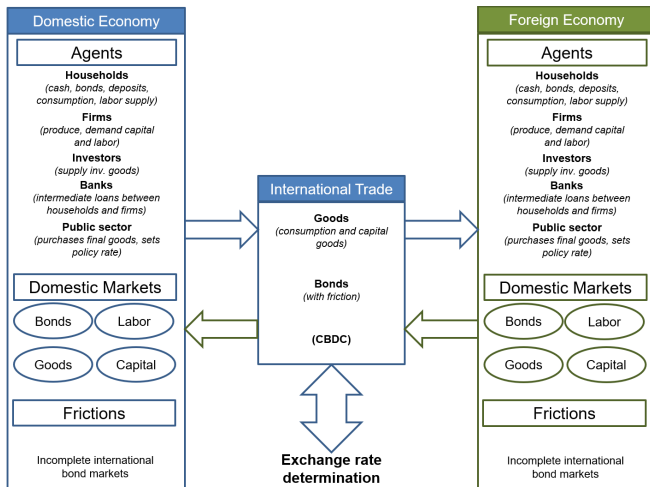 Domestic Economy
Agents
Households
(cash, bonds, deposits,
consumption, labor supply)
Firms
(produce, demand capital
and labor)
Investors
(supply inv. goods)
Banks
(intermediate loans between
households and firms)
Public sector
(purchases final goods, sets
policy rate)
Domestic Markets
Bonds
Labor
Goods
Capital
Frictions
Incomplete international
bond markets
International Trade
Goods
(consumption and capital
goods)
Bonds
(with friction)
(CBDC)
Exchange rate
determination
Foreign Economy
Agents
Households
(cash, bonds, deposits,
consumption, labor supply)
Firms
(produce, demand capital
and labor)
Investors
(supply inv. goods)
Banks
(intermediate loans between
households and firms)
Public sector
(purchases final goods, sets
policy rate)
Domestic Markets
Bonds
Labor
Goods
Capital
Frictions
Incomplete international
bond markets